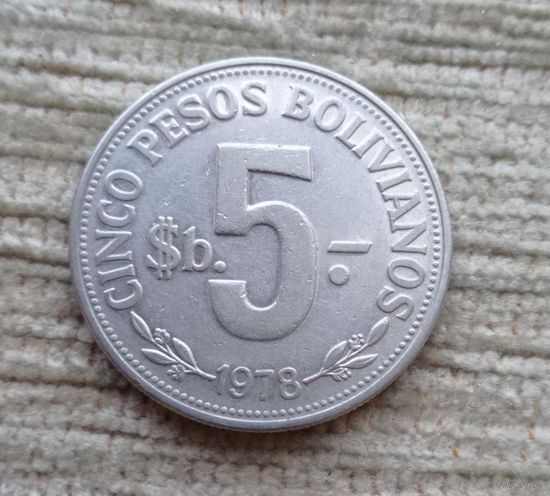 CINCO PESOS BOLIVIANOS
$b. 5.-
1978